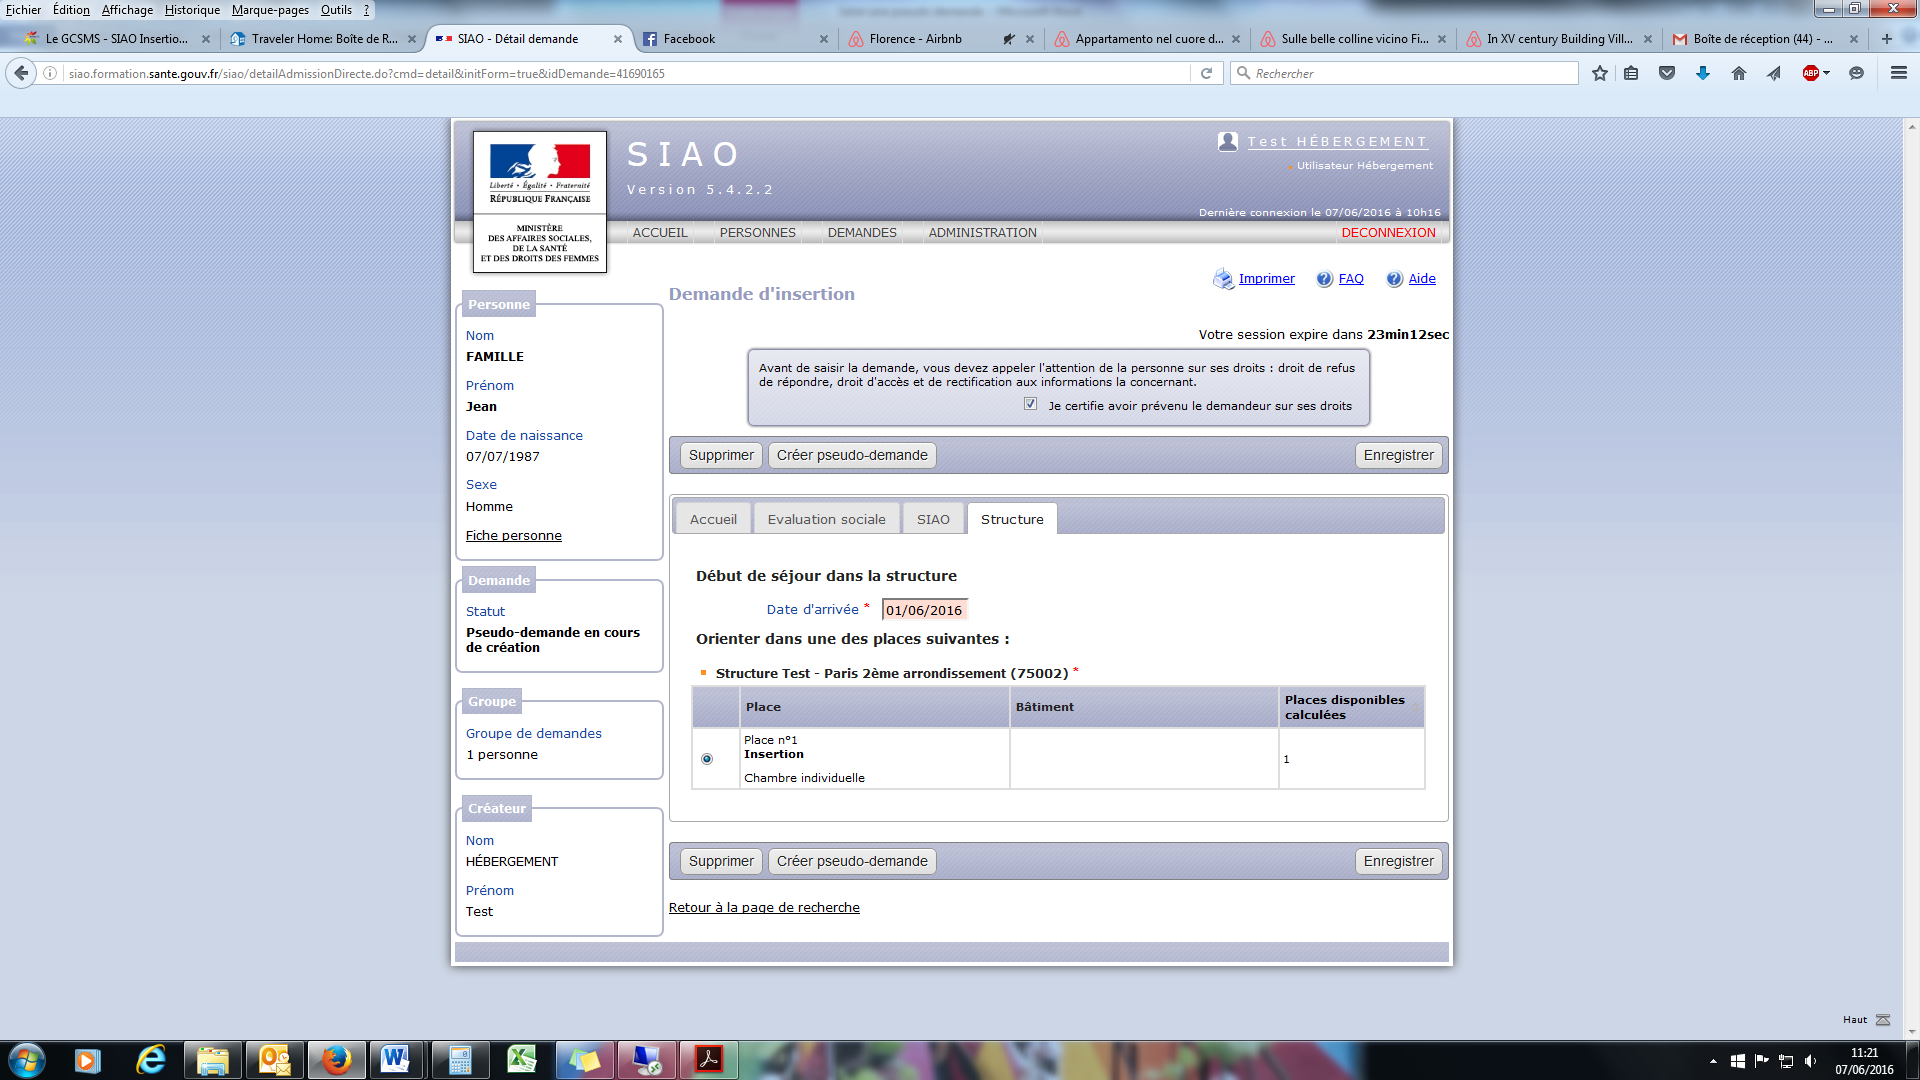 Fichier Édition Affichage Historique Marque-pages Outils ?
Le GCSMS - SIAO Insertio...
Traveler Home: Boîte de R...
SIAO - Détail demande
Facebook
Florence - Airbnb
Appartamento nel cuore d...
Sulle belle colline vicino Fi...
In XV century Building Vill...
Boîte de réception (44) - ...
siao.formation.sante.gouv.fr/siao/detailAdmissionDirecte.do?cmd=detail&initForm=true&idDemande=41690165
Rechercher
ABP
Liberté • Égalité • Fraternité
RÉPUBLIQUE FRANÇAISE
MINISTÈRE
DES AFFAIRES SOCIALES,
DE LA SANTÉ
ET DES DROITS DES FEMMES
SIAO
Version 5.4.2.2
Test HÉBERGEMENT
Utilisateur Hébergement
Dernière connexion le 07/06/2016 à 10h16
ACCUEIL PERSONNES DEMANDES ADMINISTRATION DECONNEXION
Imprimer FAQ Aide
Demande d'insertion
Votre session expire dans 23min12sec
Avant de saisir la demande, vous devez appeler l'attention de la personne sur ses droits : droit de refus
de répondre, droit d'accès et de rectification aux informations la concernant.
Je certifie avoir prévenu le demandeur sur ses droits
Supprimer Créer pseudo-demande Enregistrer
Accueil Evaluation sociale SIAO Structure
Début de séjour dans la structure
Date d'arrivée * 01/06/2016
Orienter dans une des places suivantes :
Structure Test - Paris 2ème arrondissement (75002) *
Place Bâtiment Places disponibles
calculées
Place n°1
Insertion
Chambre individuelle
1
Supprimer Créer pseudo-demande Enregistrer
Retour à la page de recherche
Personne
Nom
FAMILLE
Prénom
Jean
Date de naissance
07/07/1987
Sexe
Homme
Fiche personne
Demande
Statut
Pseudo-demande en cours
de création
Groupe
Groupe de demandes
1 personne
Créateur
Nom
HÉBERGEMENT
Prénom
Test
Haut
11:21
07/06/2016